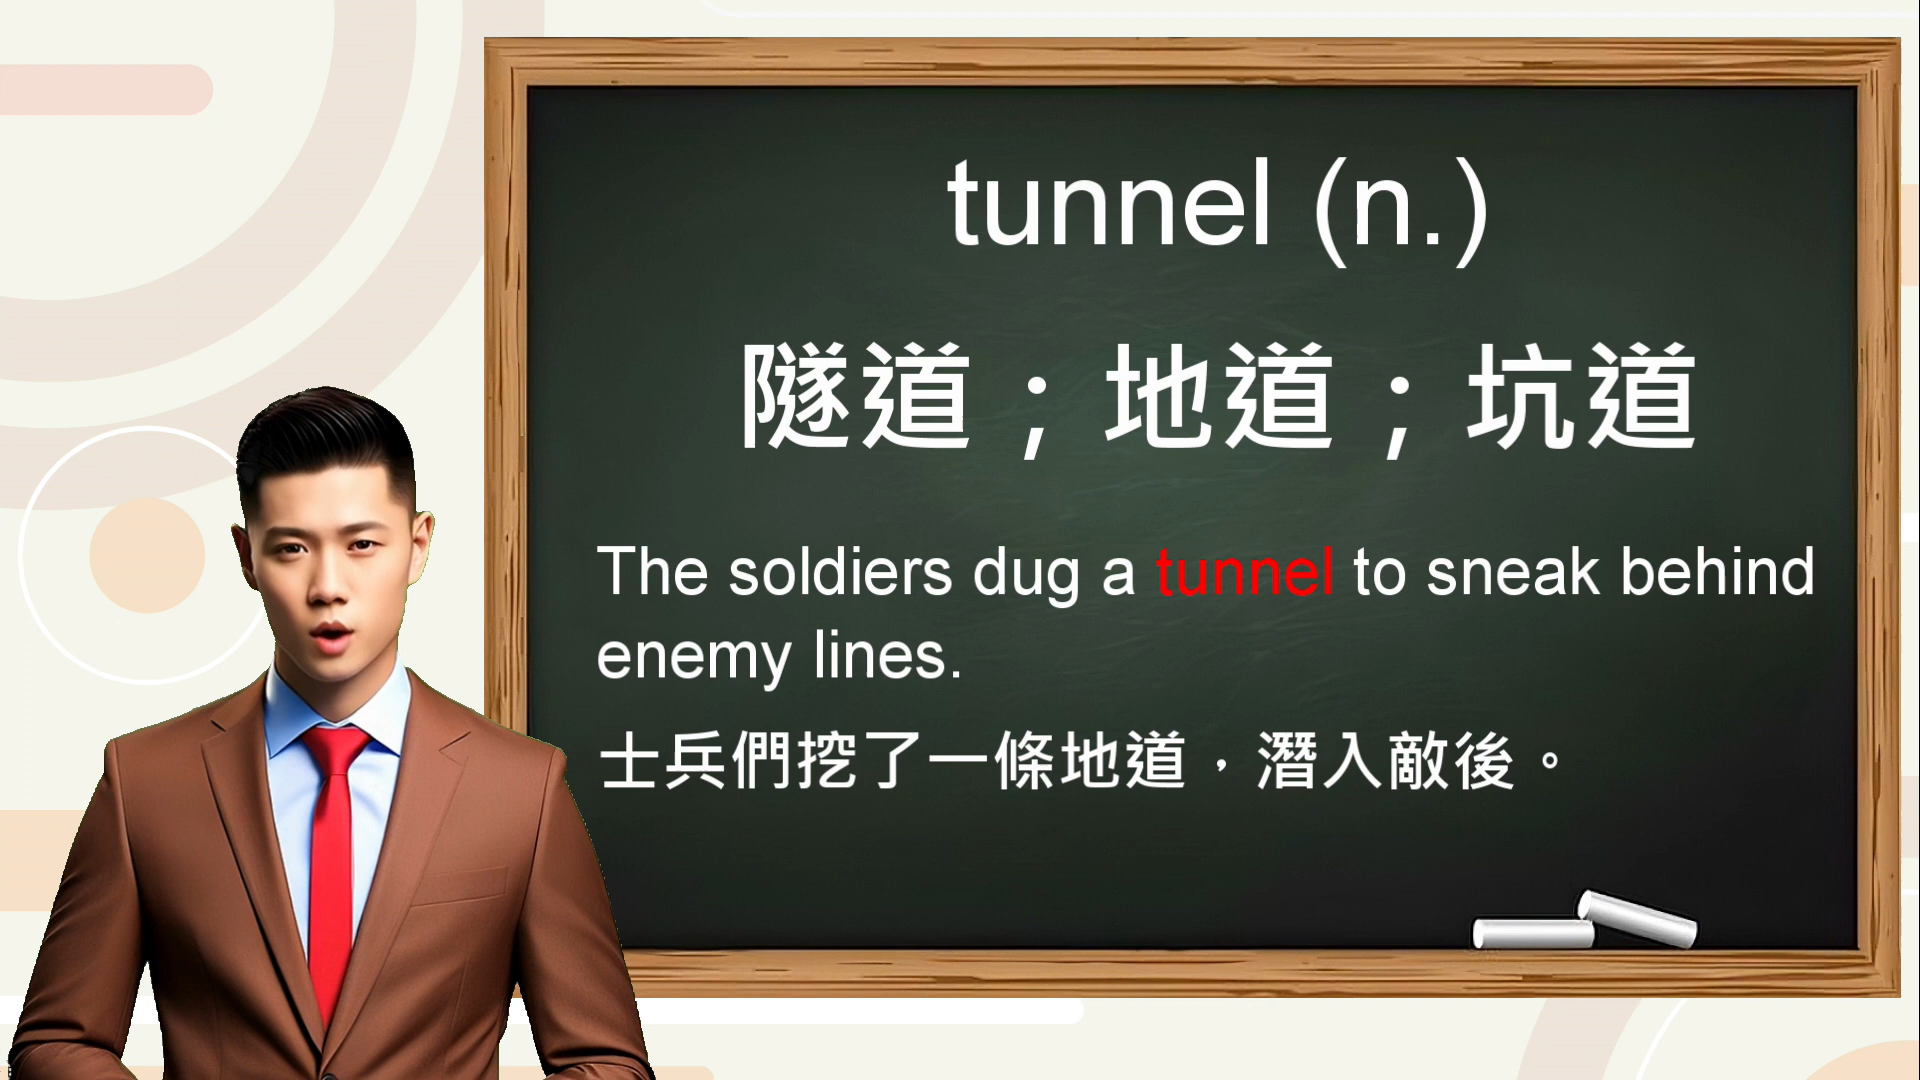 tunnel (n.)
隧道；地道；坑道
The soldiers dug a tunnel to sneak behind
enemy lines.
士兵們挖了一條地道，潛入敵後。